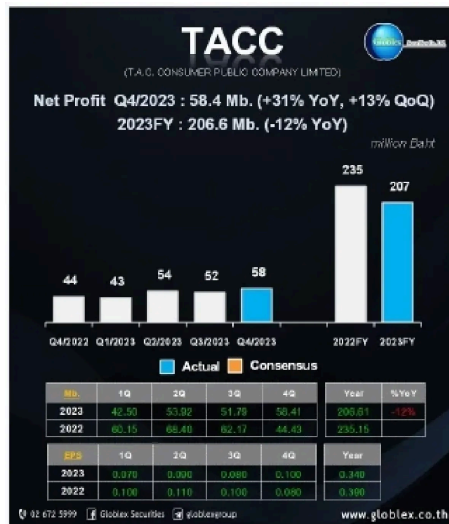 TACC
Globlex
(T.A.C. CONSUMER PUBLIC COMPANY LIMITED)
Net Profit Q4/2023 : 58.4 Mb. (+31% YoY, +13% QoQ)
2023FY : 206.6 Mb. (-12% YoY)
million Baht
235
207
44 43 54 52 58
Q4/2022 Q1/2023 Q2/2023 Q3/2023 Q4/2023 2022FY 2023FY
Actual Consensus
Mb. 1Q 2Q 3Q 4Q Year %YoY
2023 42.50 53.92 51.79 58.41 206.61 -12%
2022 60.15 68.40 62.17 44.43 235.15
EPS 1Q 2Q 3Q 4Q Year
2023 0.070 0.090 0.080 0.100 0.340
2022 0.100 0.110 0.100 0.080 0.390
02 672 5999 Globlex Securities globlexgroup www.globlex.co.th